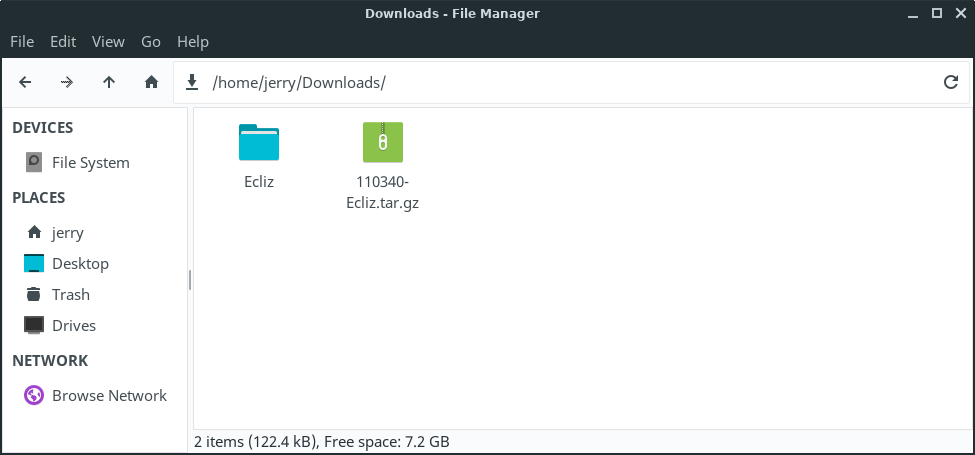 Downloads - File Manager
File Edit View Go Help
/home/jerry/Downloads/
DEVICES
File System
PLACES
jerry
Desktop
Trash
Drives
NETWORK
Browse Network
Ecliz
110340-
Ecliz.tar.gz
2 items (122.4 kB), Free space: 7.2 GB